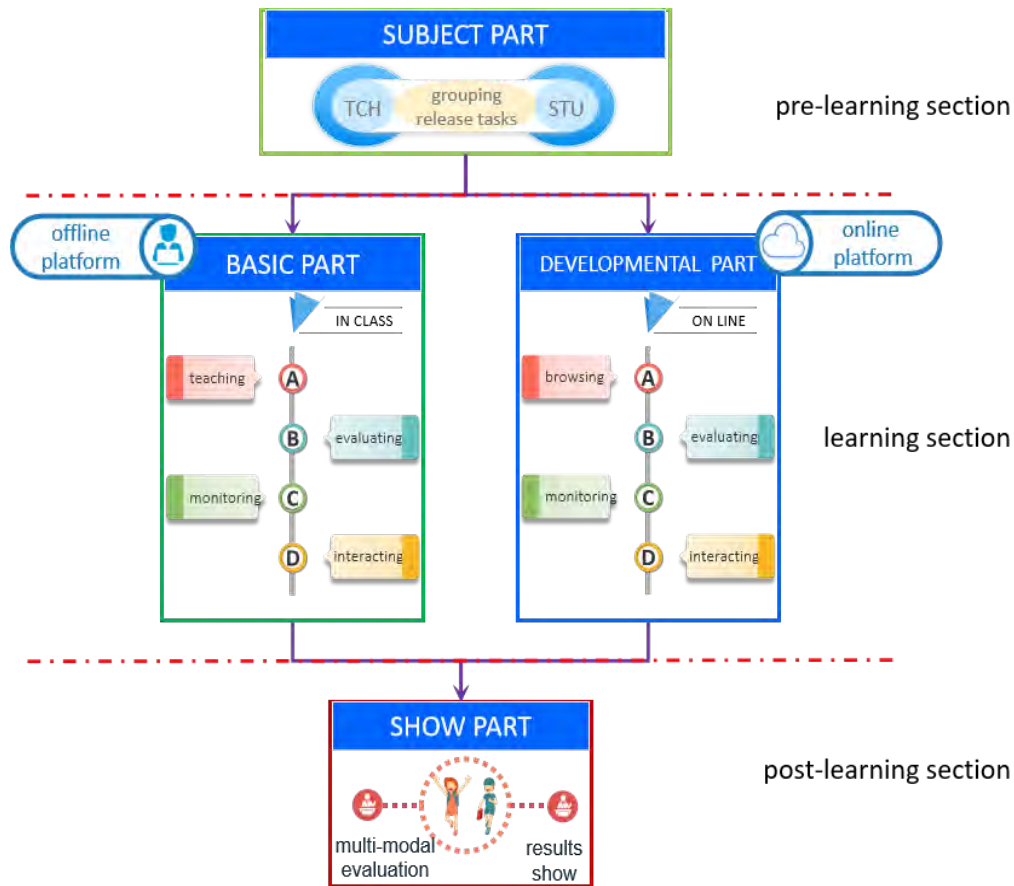 SUBJECT PART
TCH
grouping
release tasks
STU
pre-learning section
offline
platform
BASIC PART
IN CLASS
teaching
A
B
evaluating
monitoring
C
D
interacting
DEVELOPMENTAL PART
online
platform
ON LINE
browsing
A
B
evaluating
monitoring
C
D
interacting
learning section
SHOW PART
multi-modal
evaluation
results
show
post-learning section